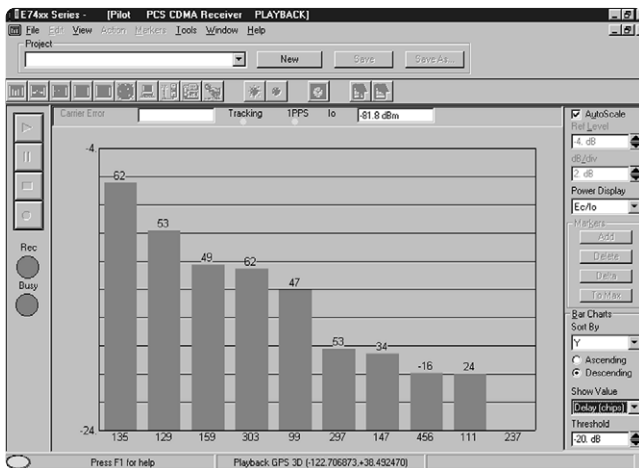 E74xx Series - [Pilot PCS CDMA Receiver PLAYBACK]
File Edit View Action Markers Tools Window Help
Project
New Save Save As...
Carrier Error Tracking 1PPS Io -81.8 dBm
AutoScale
Ref Level
-4. dB
dB/div
2. dB
Power Display
Ec/Io
Markers
Add
Delete
Delta
To Max
Bar Charts
Sort By
Y
Ascending
Descending
Show Value
Delay (chips)
Threshold
-20. dB
Rec
Busy
-4.
62
53
49
62
47
53
34
-16
24
-24.
135 129 159 303 99 297 147 456 111 237
Press F1 for help Playback GPS 3D (-122.706873,+38.492470)